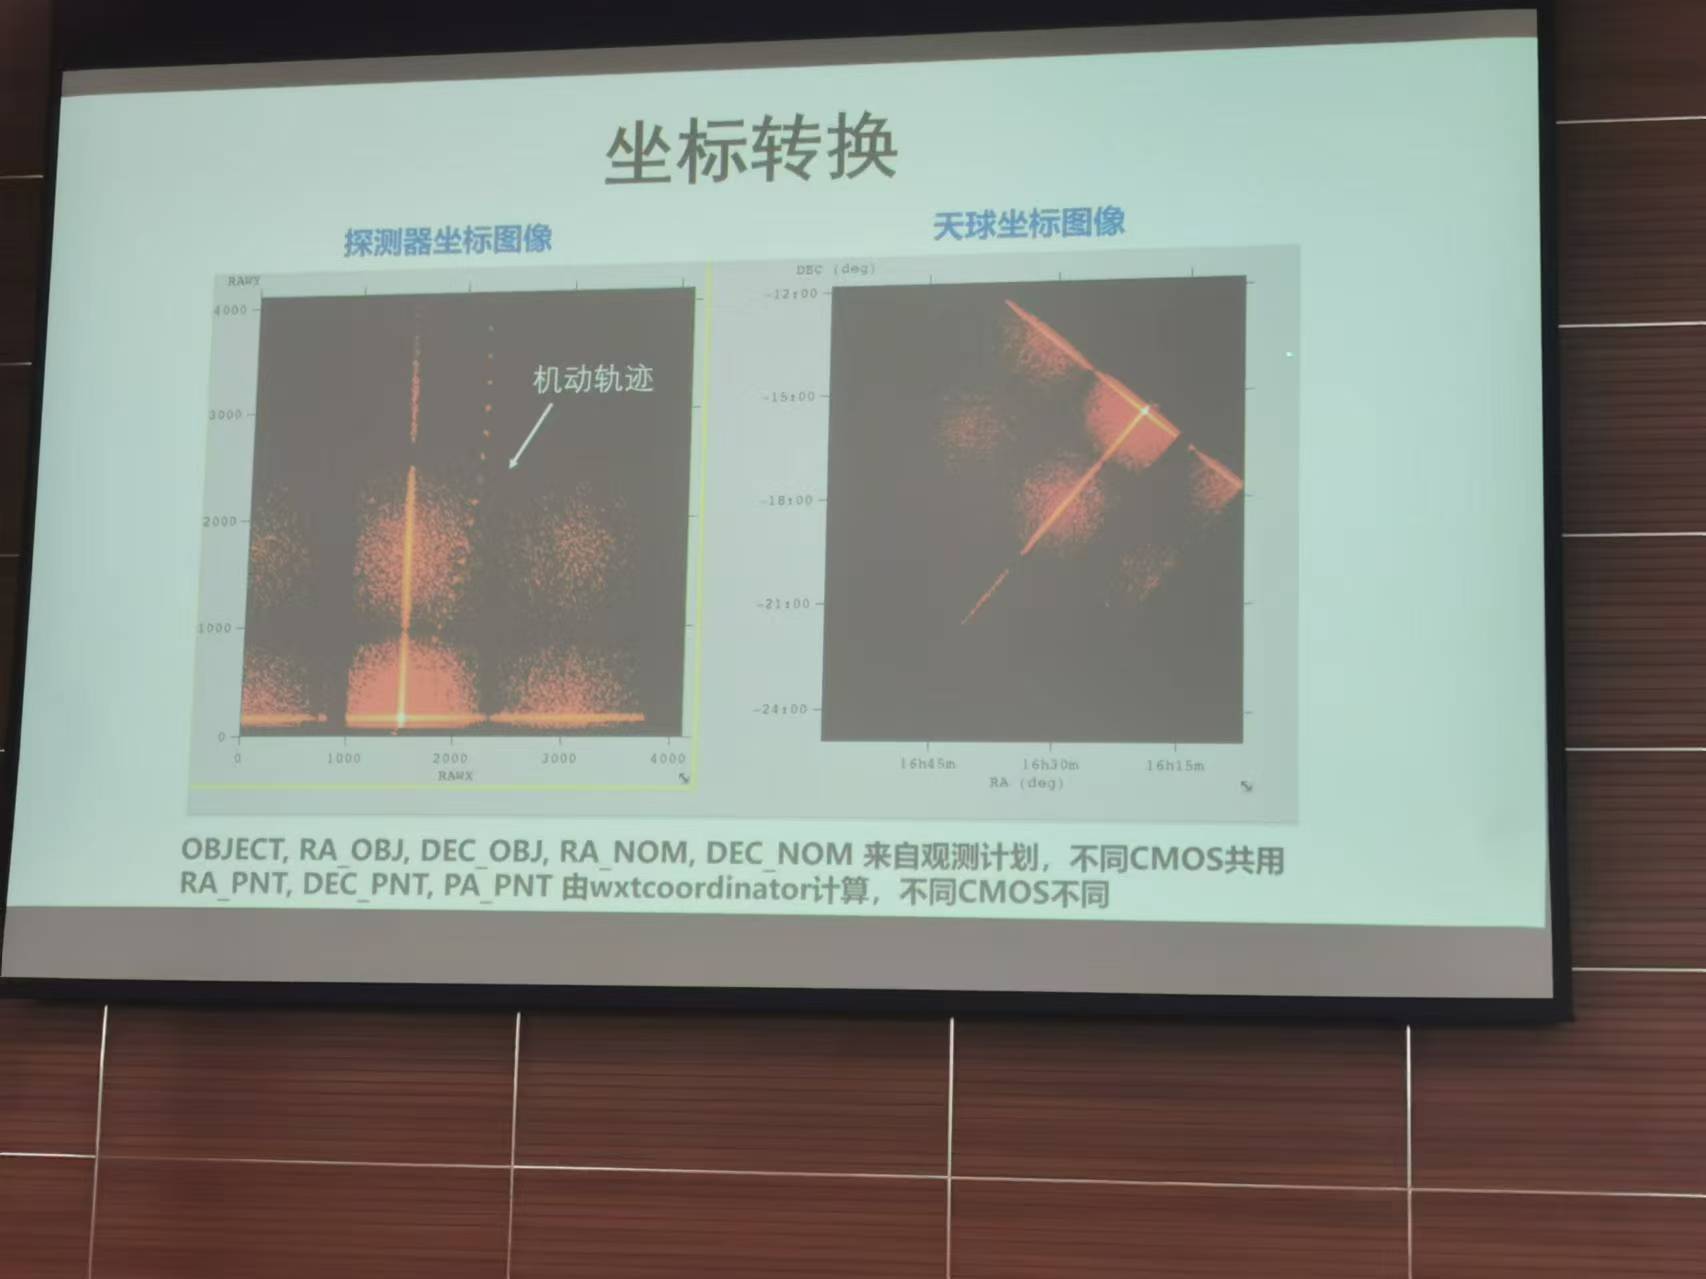 坐标转换
探测器坐标图像
天球坐标图像
RAWY
4000
3000
2000
1000
0
0 1000 2000 3000 4000
RAWX
机动轨迹
DEC (deg)
-12:00
-15:00
-18:00
-21:00
-24:00
16h45m 16h30m 16h15m
RA (deg)
OBJECT, RA_OBJ, DEC_OBJ, RA_NOM, DEC_NOM 来自观测计划，不同CMOS共用
RA_PNT, DEC_PNT, PA_PNT 由wxtcoordinator计算，不同CMOS不同